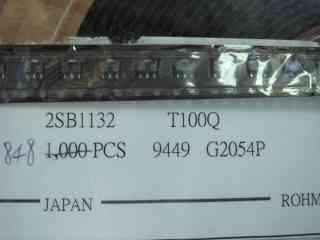 2SB1132 T100Q
848 1,000 PCS 9449 G2054P
JAPAN ROHM